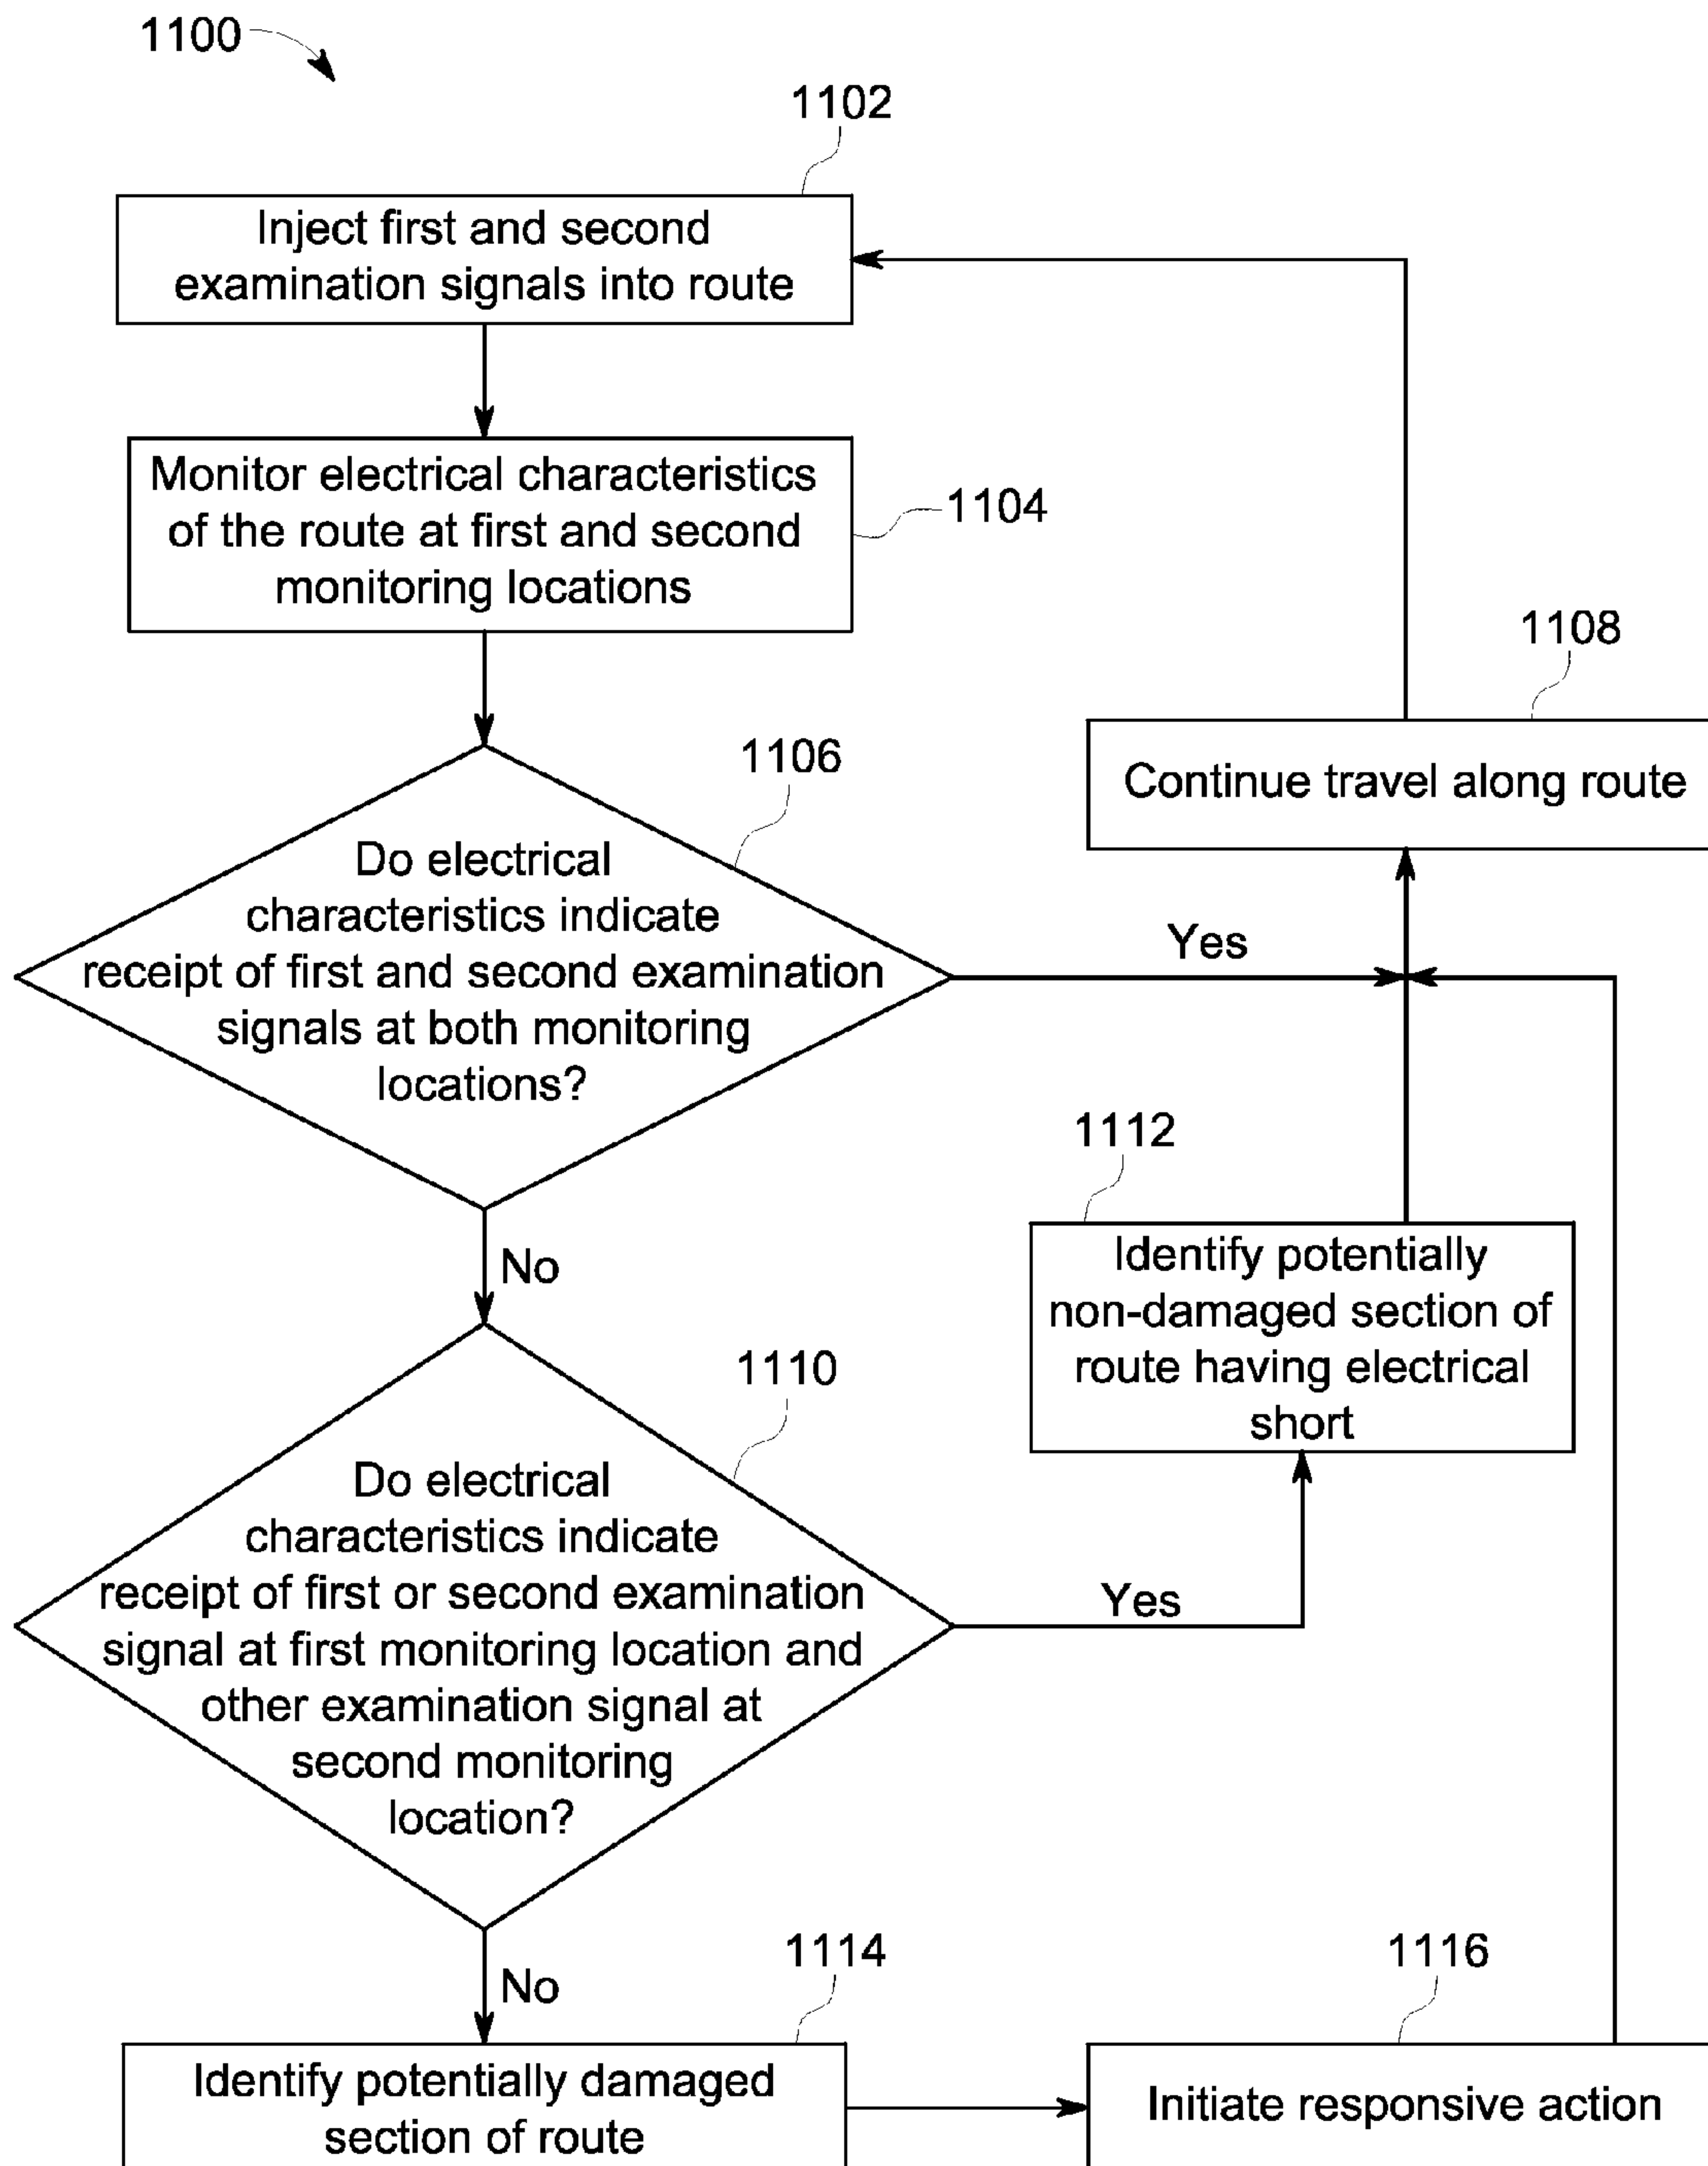 1100
1102
Inject first and second
examination signals into route
Monitor electrical characteristics
of the route at first and second
monitoring locations
1104
1108
Continue travel along route
1106
Do electrical
characteristics indicate
receipt of first and second examination
signals at both monitoring
locations?
Yes
No
1112
Identify potentially
non-damaged section of
route having electrical
short
1110
Do electrical
characteristics indicate
receipt of first or second examination
signal at first monitoring location and
other examination signal at
second monitoring
location?
Yes
No
1114
Identify potentially damaged
section of route
1116
Initiate responsive action